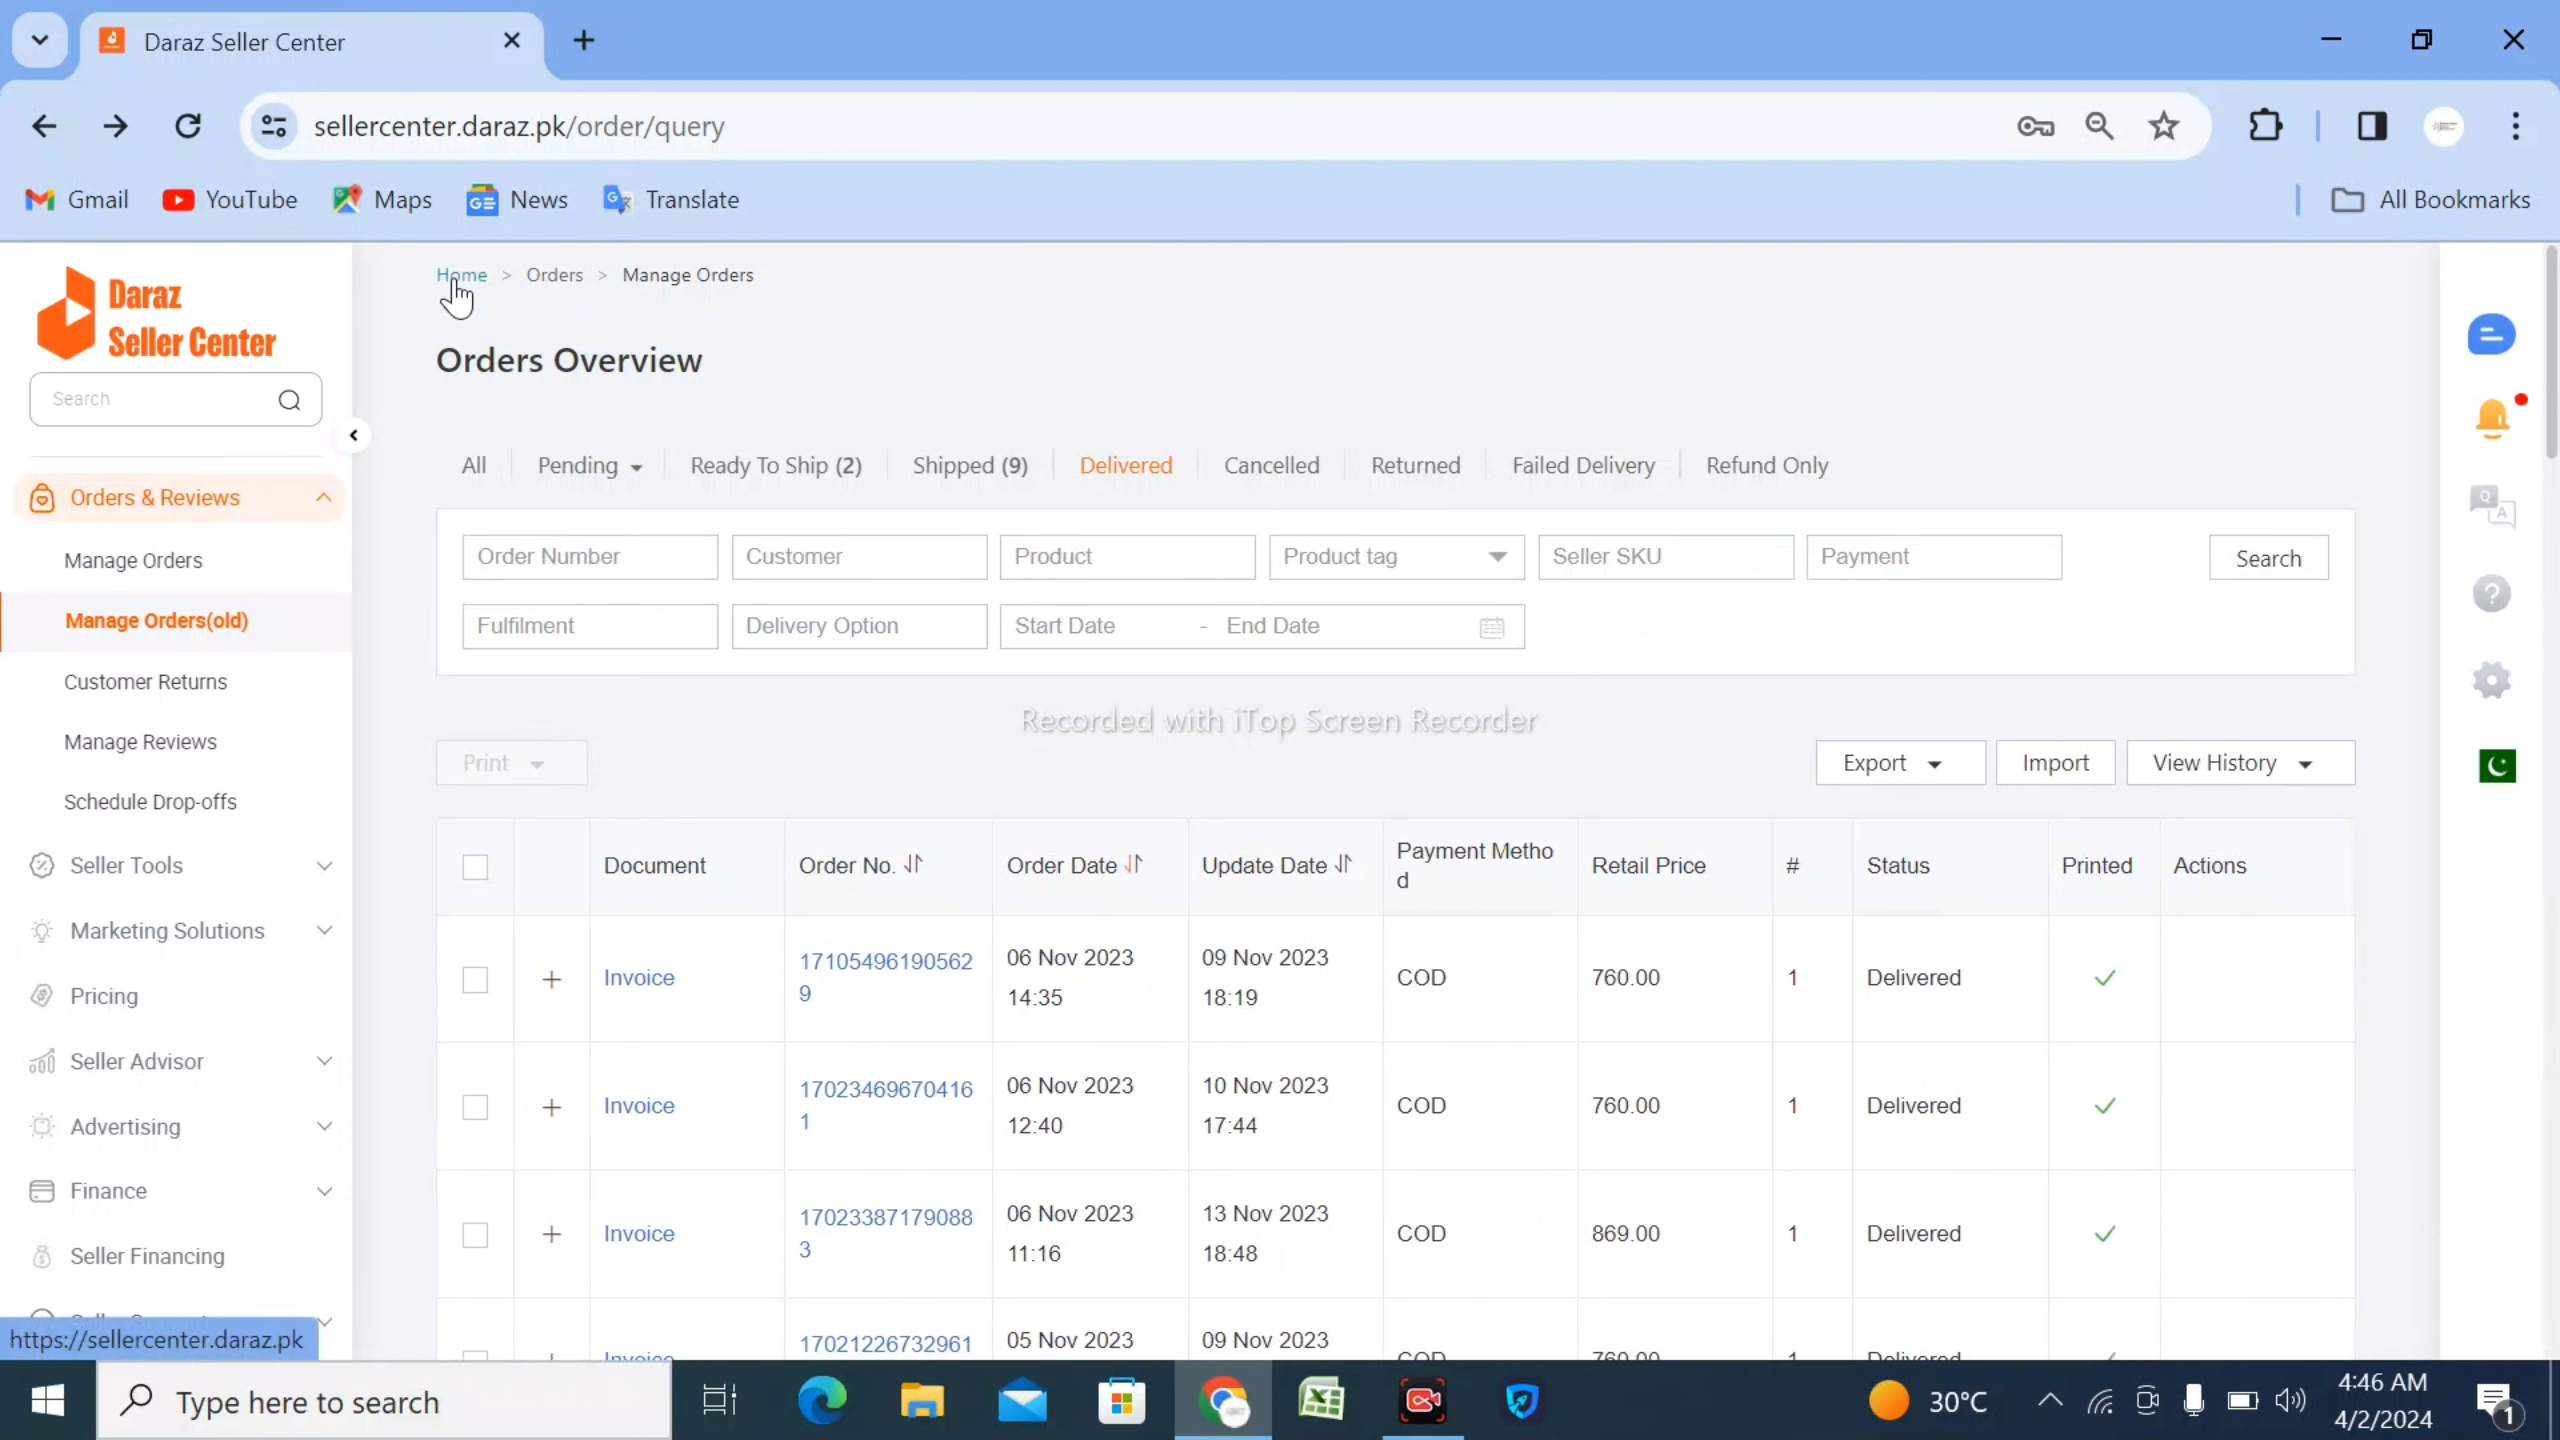 Daraz Seller Center
sellercenter.daraz.pk/order/query
Gmail YouTube Maps News Translate All Bookmarks
Daraz
Seller Center
Search
Orders & Reviews
Manage Orders
Manage Orders(old)
Customer Returns
Manage Reviews
Schedule Drop-offs
Seller Tools
Marketing Solutions
Pricing
Seller Advisor
Advertising
Finance
Seller Financing
https://sellercenter.daraz.pk
Home > Orders > Manage Orders
Orders Overview
All Pending Ready To Ship (2) Shipped (9) Delivered Cancelled Returned Failed Delivery Refund Only
Order Number Customer Product Product tag Seller SKU Payment Search
Fulfilment Delivery Option Start Date - End Date
Recorded with iTop Screen Recorder
Print Export Import View History
Document Order No. Order Date Update Date Payment Metho Retail Price # Status Printed Actions
d
17105496190562 06 Nov 2023 09 Nov 2023
Invoice COD 760.00 1 Delivered
9 14:35 18:19
17023469670416 06 Nov 2023 10 Nov 2023
Invoice COD 760.00 1 Delivered
1 12:40 17:44
17023387179088 06 Nov 2023 13 Nov 2023
Invoice COD 869.00 1 Delivered
3 11:16 18:48
17021226732961 05 Nov 2023 09 Nov 2023
Invoice COD 760.00 1 Delivered
Type here to search
30°C
4:46 AM
4/2/2024
1